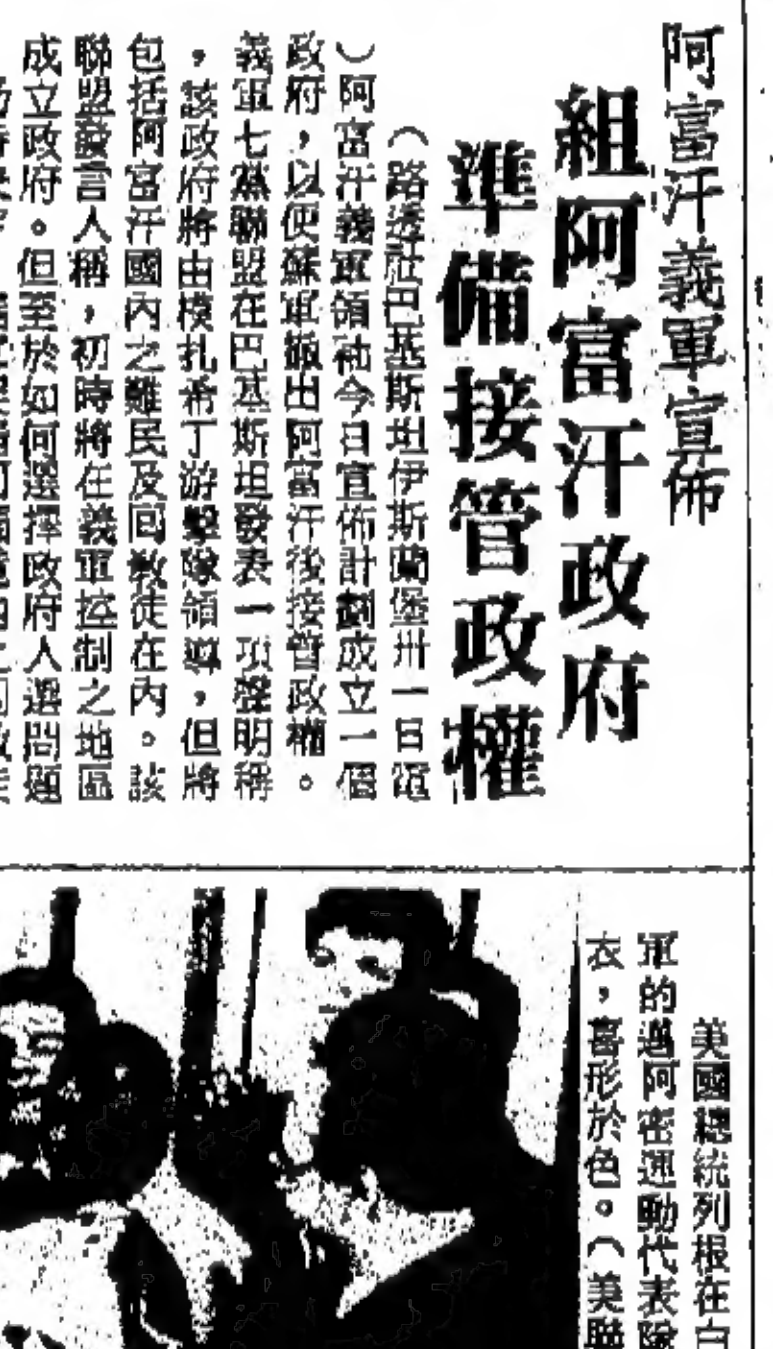 阿富汗義軍宣佈
組阿富汗政府
準備接管政權
（路透社巴基斯坦伊斯蘭堡卅一日電
）阿富汗義軍領袖今日宣佈計劃成立一個
政府，以便蘇軍撤出阿富汗後接管政權。
義軍七黨聯盟在巴基斯坦發表一項聲明稱
，該政府將由模扎希丁游擊隊領導，但將
包括阿富汗國內之難民及回教徒在內。該
聯盟發言人稱，初時將在義軍控制之地區
成立政府。但至於如何選擇政府人選問題
美國總統列根在白
軍的邁阿密運動代表隊
衣，喜形於色。（美聯